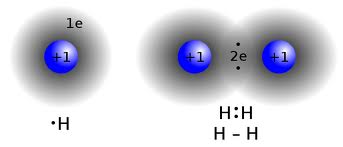 1e
+1
·H
+1 2e +1
H:H
H – H